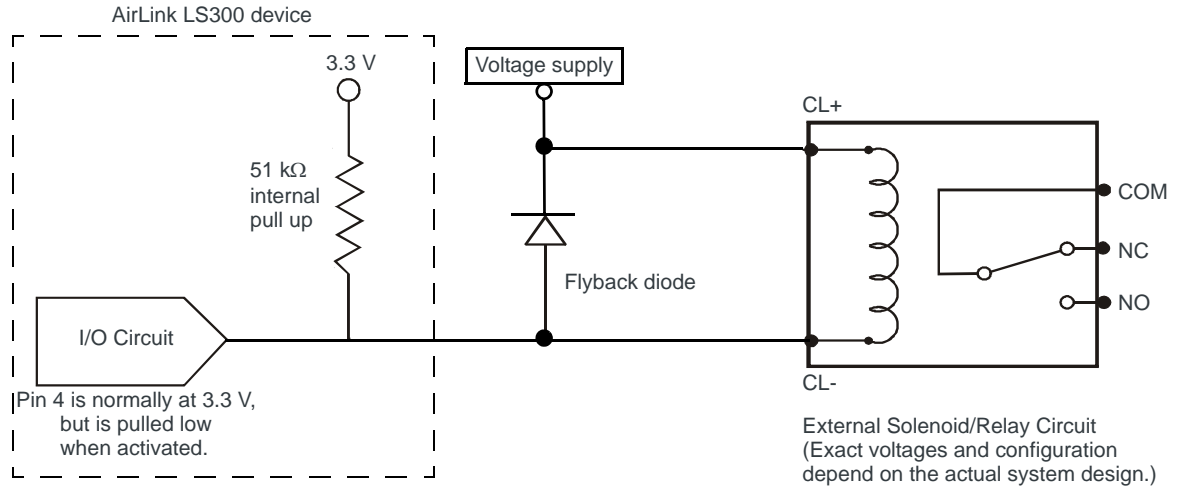 AirLink LS300 device
3.3 V
51 kΩ
internal
pull up
I/O Circuit
Pin 4 is normally at 3.3 V,
but is pulled low
when activated.
Voltage supply
Flyback diode
CL+
COM
NC
NO
CL-
External Solenoid/Relay Circuit
(Exact voltages and configuration
depend on the actual system design.)